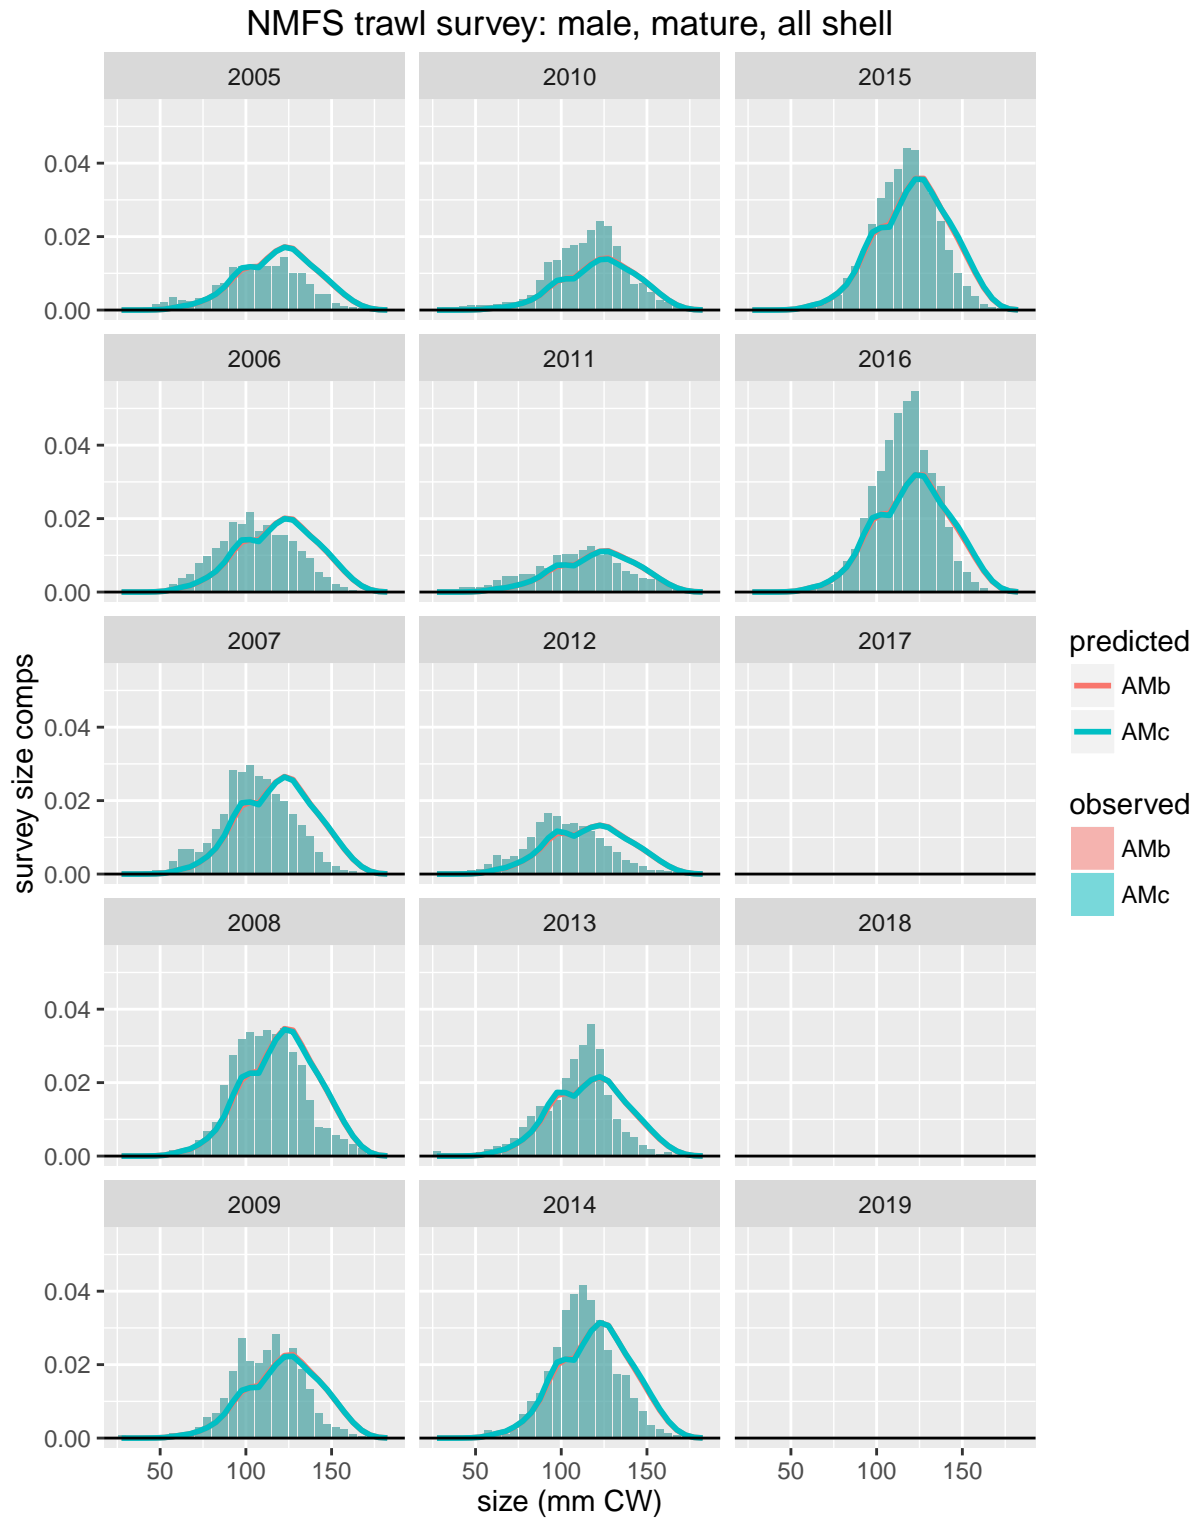 NMFS trawl survey: male, mature, all shell
2005 2010 2015
0.04
0.02
0.00
2006 2011 2016
0.04
0.02
0.00
2007 2012 2017
0.04
0.02
0.00
2008 2013 2018
0.04
0.02
0.00
2009 2014 2019
0.04
0.02
0.00
50 100 150 50 100 150 50 100 150
size (mm CW)
survey size comps
predicted
AMb
AMc
observed
AMb
AMc